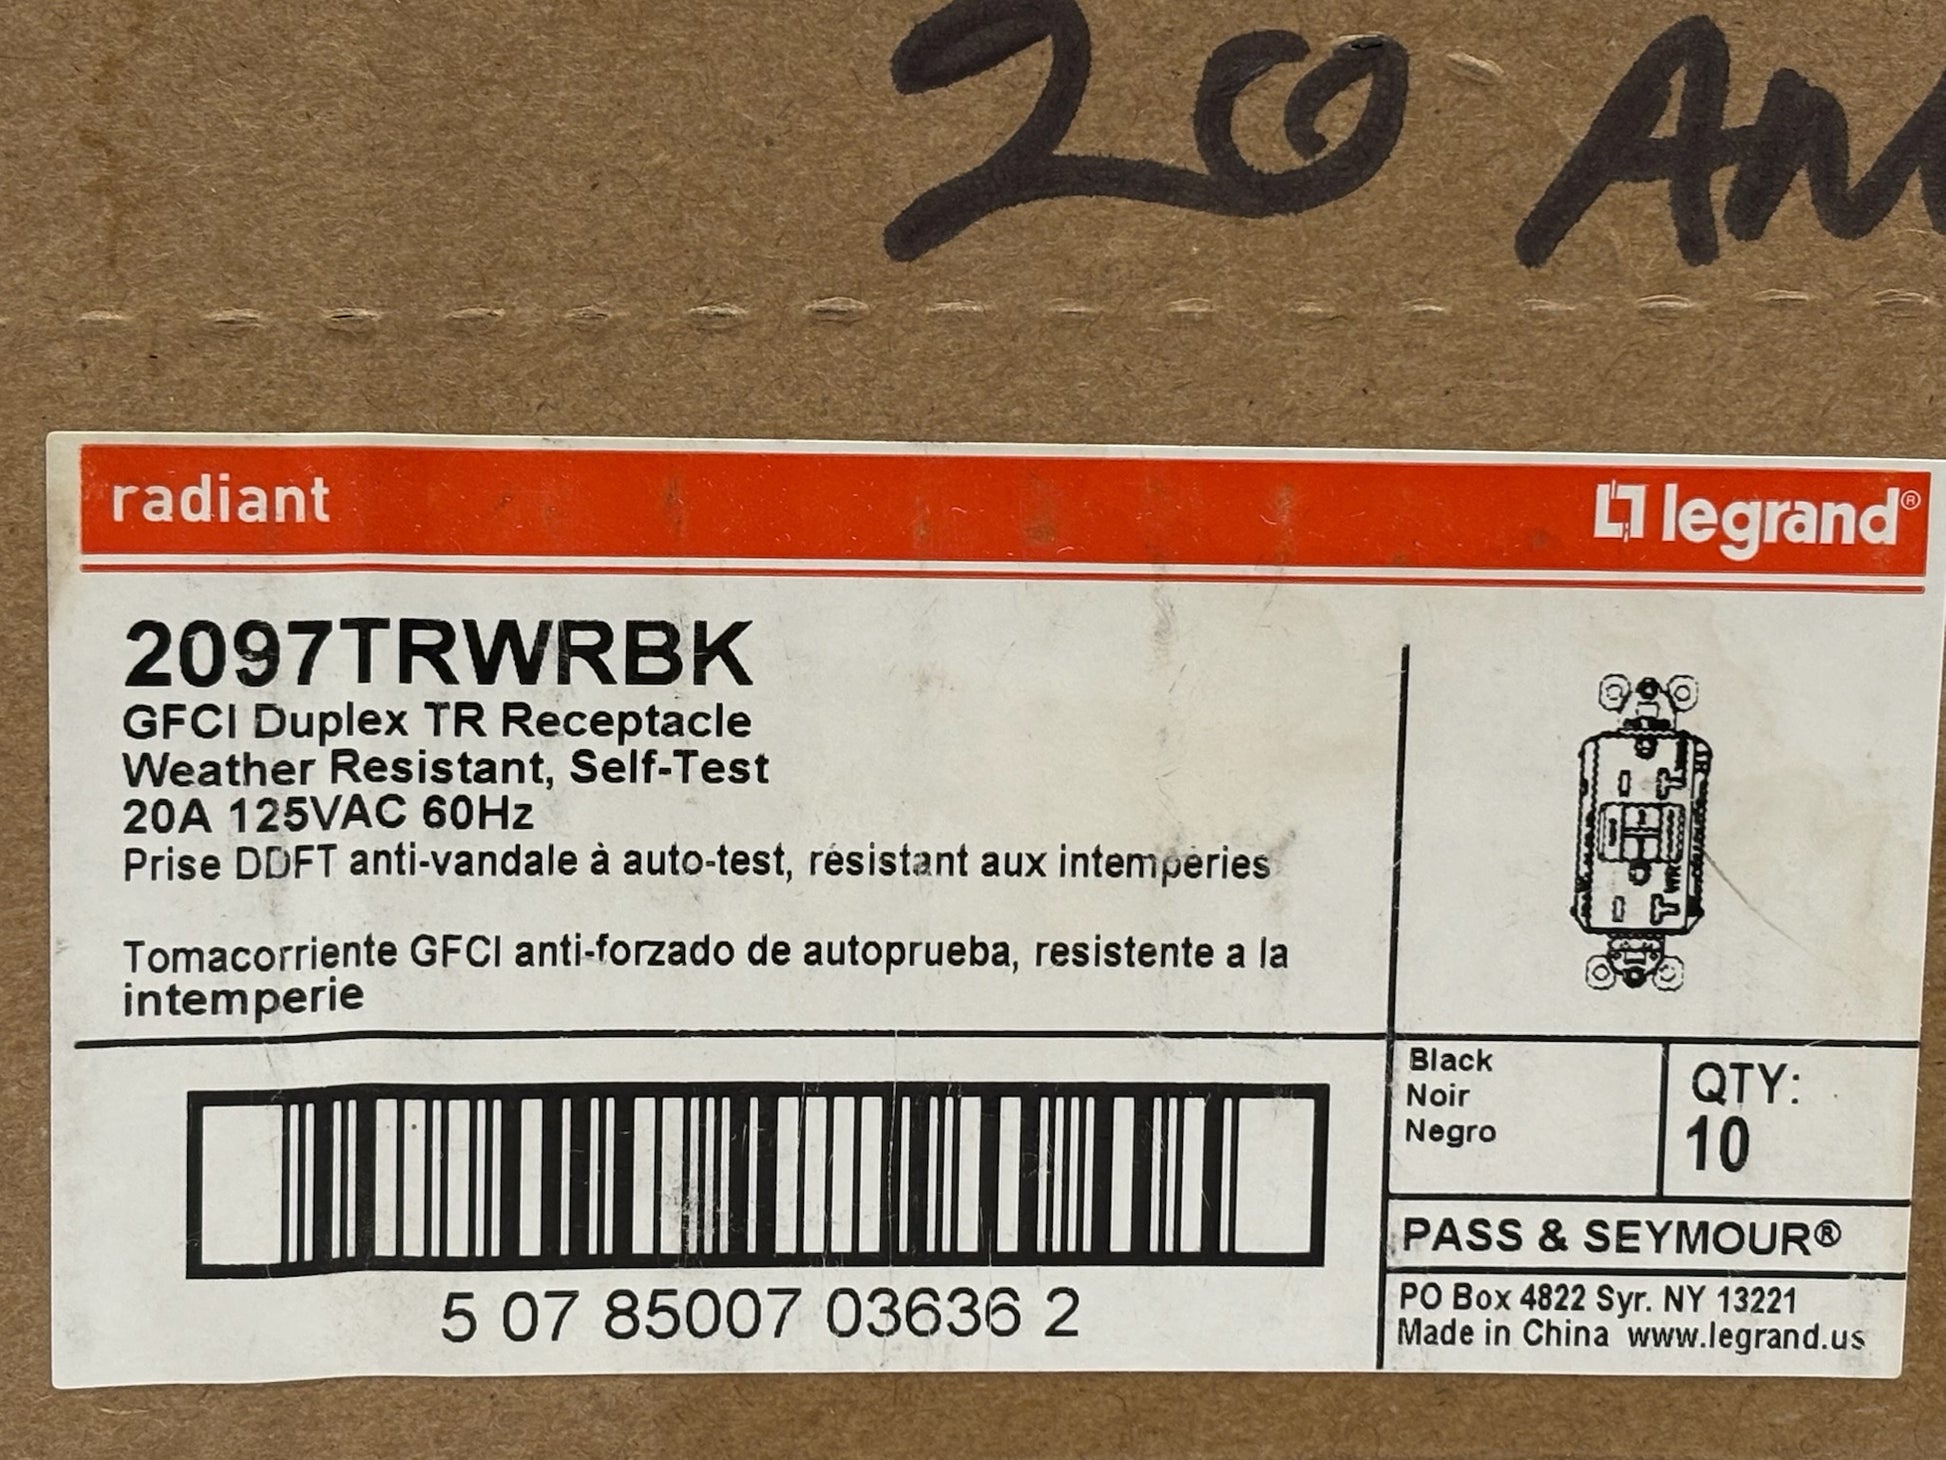 20 AM
radiant
legrand®
2097TRWRBK
GFCI Duplex TR Receptacle
Weather Resistant, Self-Test
20A 125VAC 60Hz
Prise DDFT anti-vandale à auto-test, résistant aux intempéries
Tomacorriente GFCI anti-forzado de autoprueba, resistente a la
intemperie
Black
Noir
Negro
QTY:
10
5 07 85007 03636 2
PASS & SEYMOUR®
PO Box 4822 Syr. NY 13221
Made in China www.legrand.us